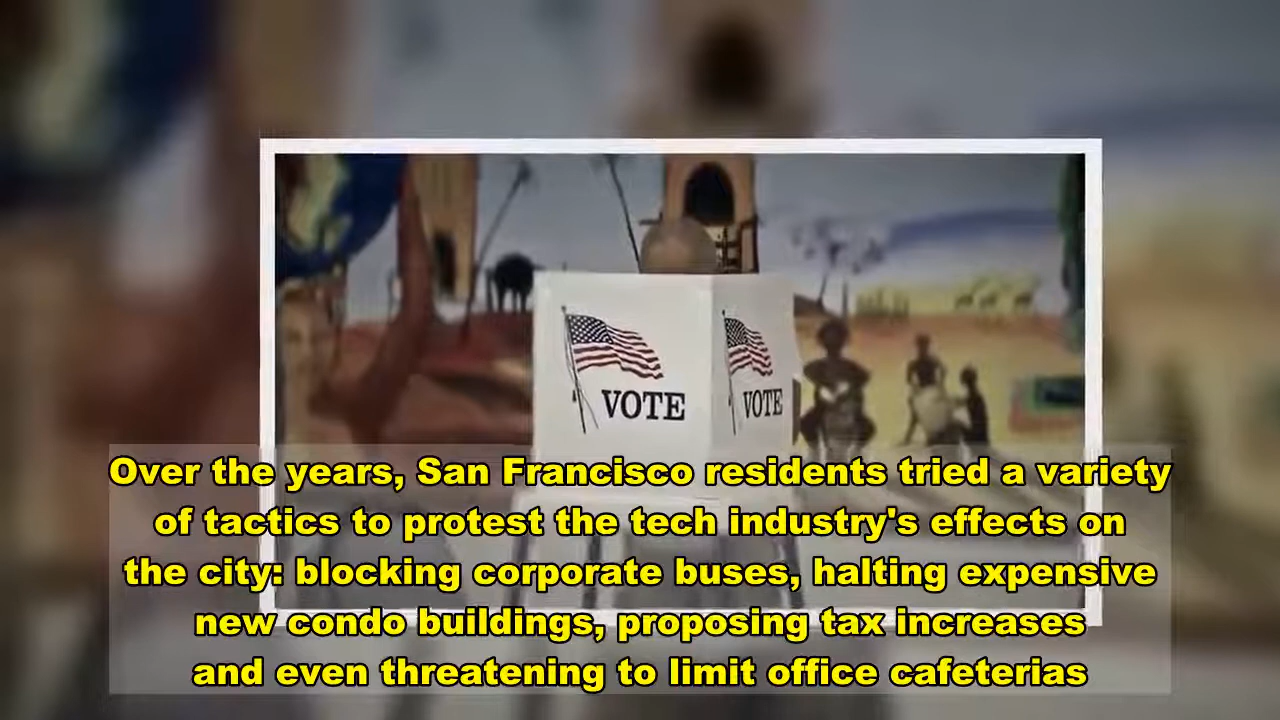 VOTE
VOTE
Over the years, San Francisco residents tried a variety
of tactics to protest the tech industry's effects on
the city: blocking corporate buses, halting expensive
new condo buildings, proposing tax increases
and even threatening to limit office cafeterias